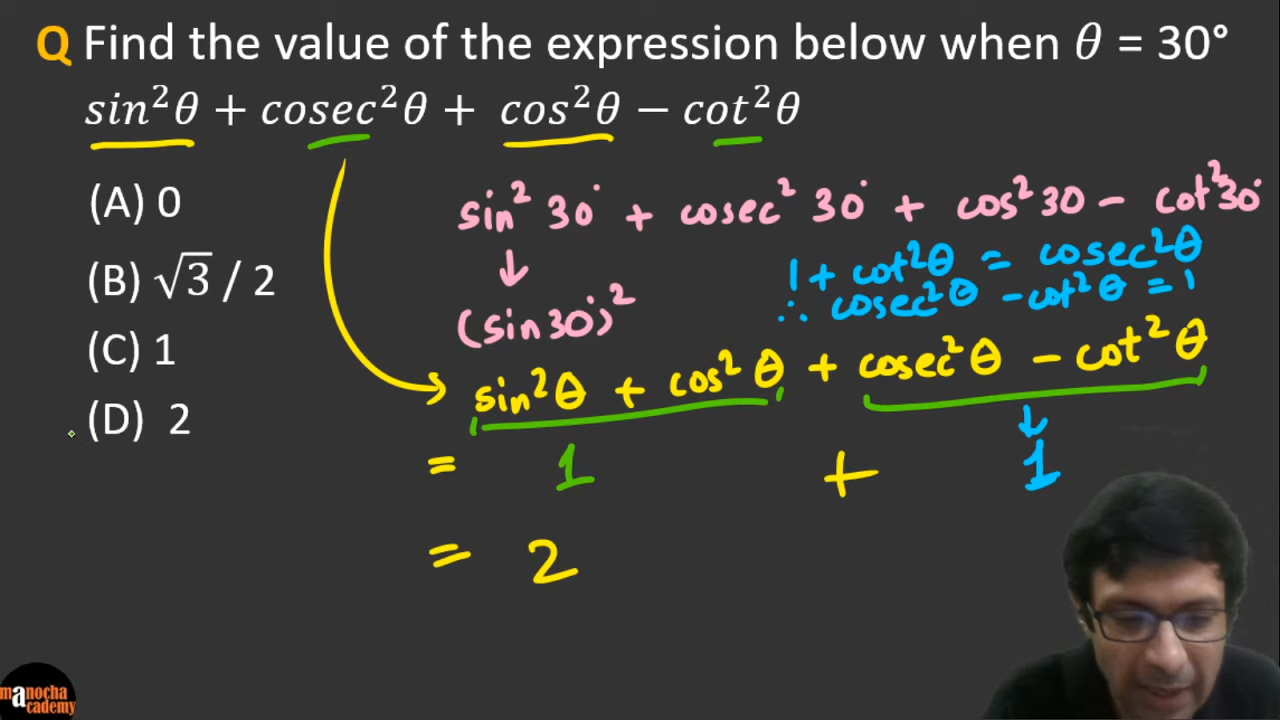 Q Find the value of the expression below when θ = 30°
sin²θ + cosec²θ + cos²θ − cot²θ
(A) 0
(B) √3 / 2
(C) 1
(D) 2
sin² 30° + cosec² 30° + cos² 30 − cot² 30°
↓
(sin 30°)²
1 + cot²θ = cosec²θ
∴ cosec²θ − cot²θ = 1
sin²θ + cos²θ + cosec²θ − cot²θ
= 1 + 1
= 2
manocha
academy